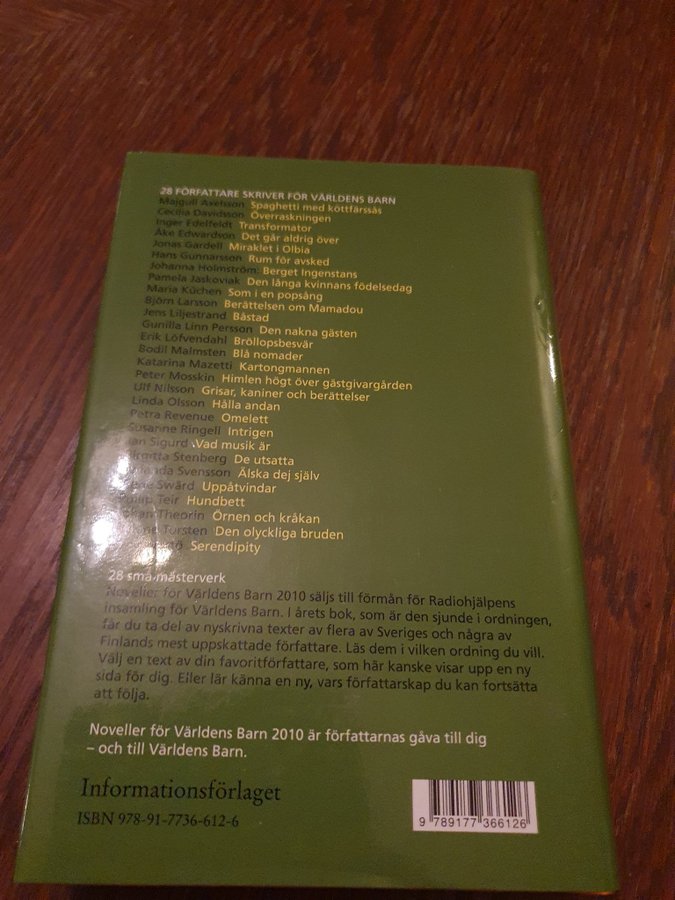 28 FÖRFATTARE SKRIVER FÖR VÄRLDENS BARN
Majgull Axelsson Spaghetti med köttfärssås
Cecilia Davidsson Överraskningen
Inger Edelfeldt Transformator
Åke Edwardson Det går aldrig över
Jonas Gardell Miraklet i Olbia
Hans Gunnarsson Rum för avsked
Johanna Holmström Berget Ingenstans
Pamela Jaskoviak Den långa kvinnans födelsedag
Maria Küchen Som i en popsång
Björn Larsson Berättelsen om Mamadou
Jens Liljestrand Båstad
Gunilla Linn Persson Den nakna gästen
Erik Löfvendahl Bröllopsbesvär
Bodil Malmsten Blå nomader
Katarina Mazetti Kartongmannen
Peter Mosskin Himlen högt över gästgivargården
Ulf Nilsson Grisar, kaniner och berättelser
Linda Olsson Hålla andan
Petra Revenue Omelett
Susanne Ringell Intrigen
Sigurd Vad musik är
Birgitta Stenberg De utsatta
Svensson Älska dej själv
Swärd Uppåtvindar
Teir Hundbett
Theorin Örnen och kråkan
Tursten Den olyckliga bruden
Serendipity
28 små mästerverk
Noveller för Världens Barn 2010 säljs till förmån för Radiohjälpens
insamling för Världens Barn. I årets bok, som är den sjunde i ordningen,
får du ta del av nyskrivna texter av flera av Sveriges och några av
Finlands mest uppskattade författare. Läs dem i vilken ordning du vill.
Välj en text av din favoritförfattare, som här kanske visar upp en ny
sida för dig. Eller lär känna en ny, vars författarskap du kan fortsätta
att följa.
Noveller för Världens Barn 2010 är författarnas gåva till dig
– och till Världens Barn.
Informationsförlaget
ISBN 978-91-7736-612-6
9 789177 366126